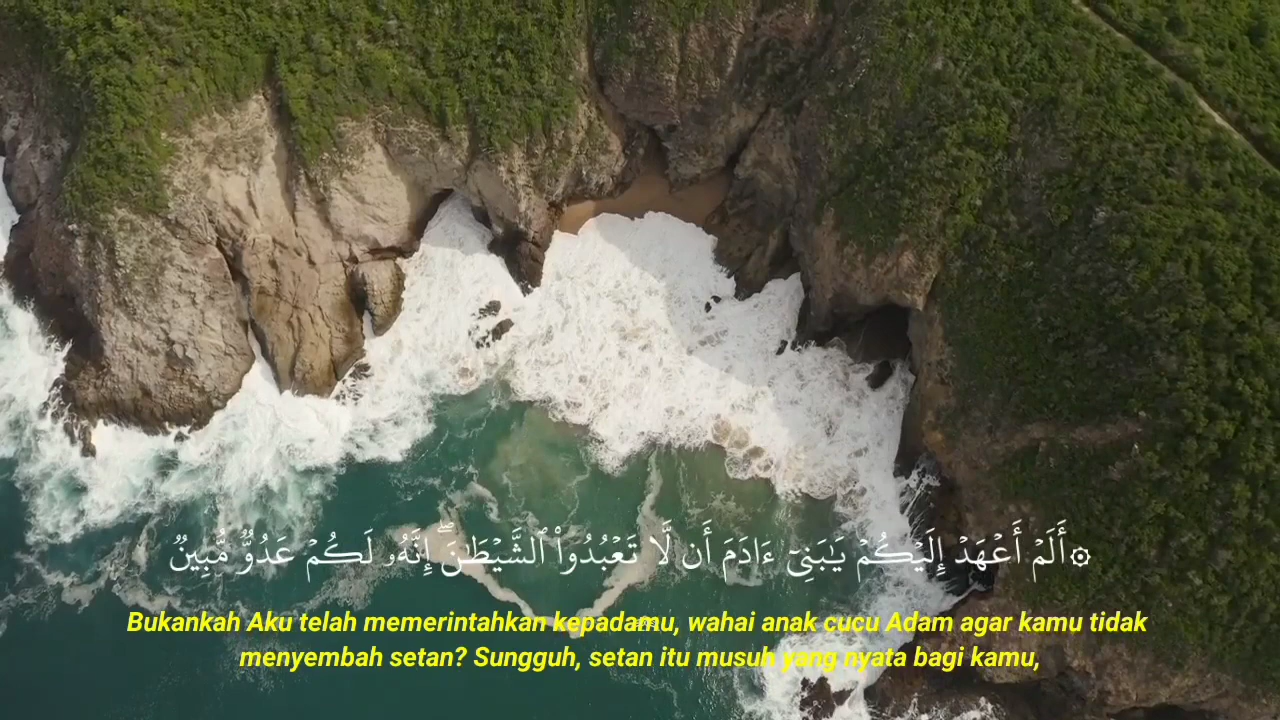 ۞أَلَمْ أَعْهَدْ إِلَيْكُمْ يَٰبَنِىٓ ءَادَمَ أَن لَّا تَعْبُدُوا۟ ٱلشَّيْطَٰنَ ۖ إِنَّهُۥ لَكُمْ عَدُوٌّ مُّبِينٌ
Bukankah Aku telah memerintahkan kepadamu, wahai anak cucu Adam agar kamu tidak
menyembah setan? Sungguh, setan itu musuh yang nyata bagi kamu,